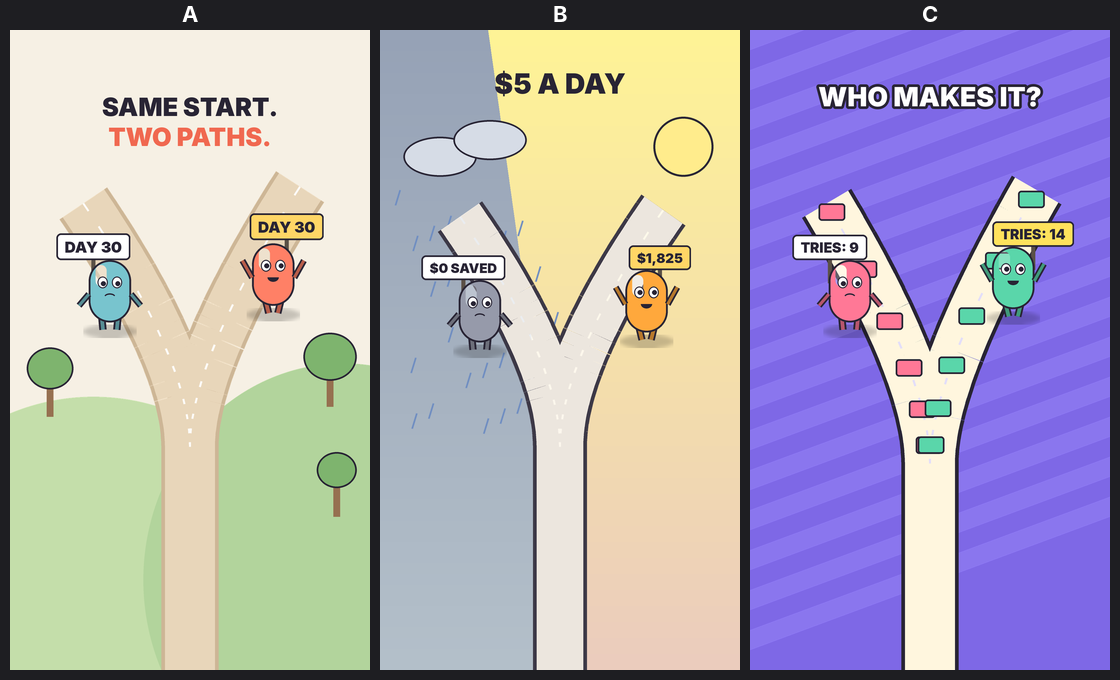 A
SAME START.
TWO PATHS.
DAY 30
DAY 30
B
$5 A DAY
$0 SAVED
$1,825
C
WHO MAKES IT?
TRIES: 9
TRIES: 14